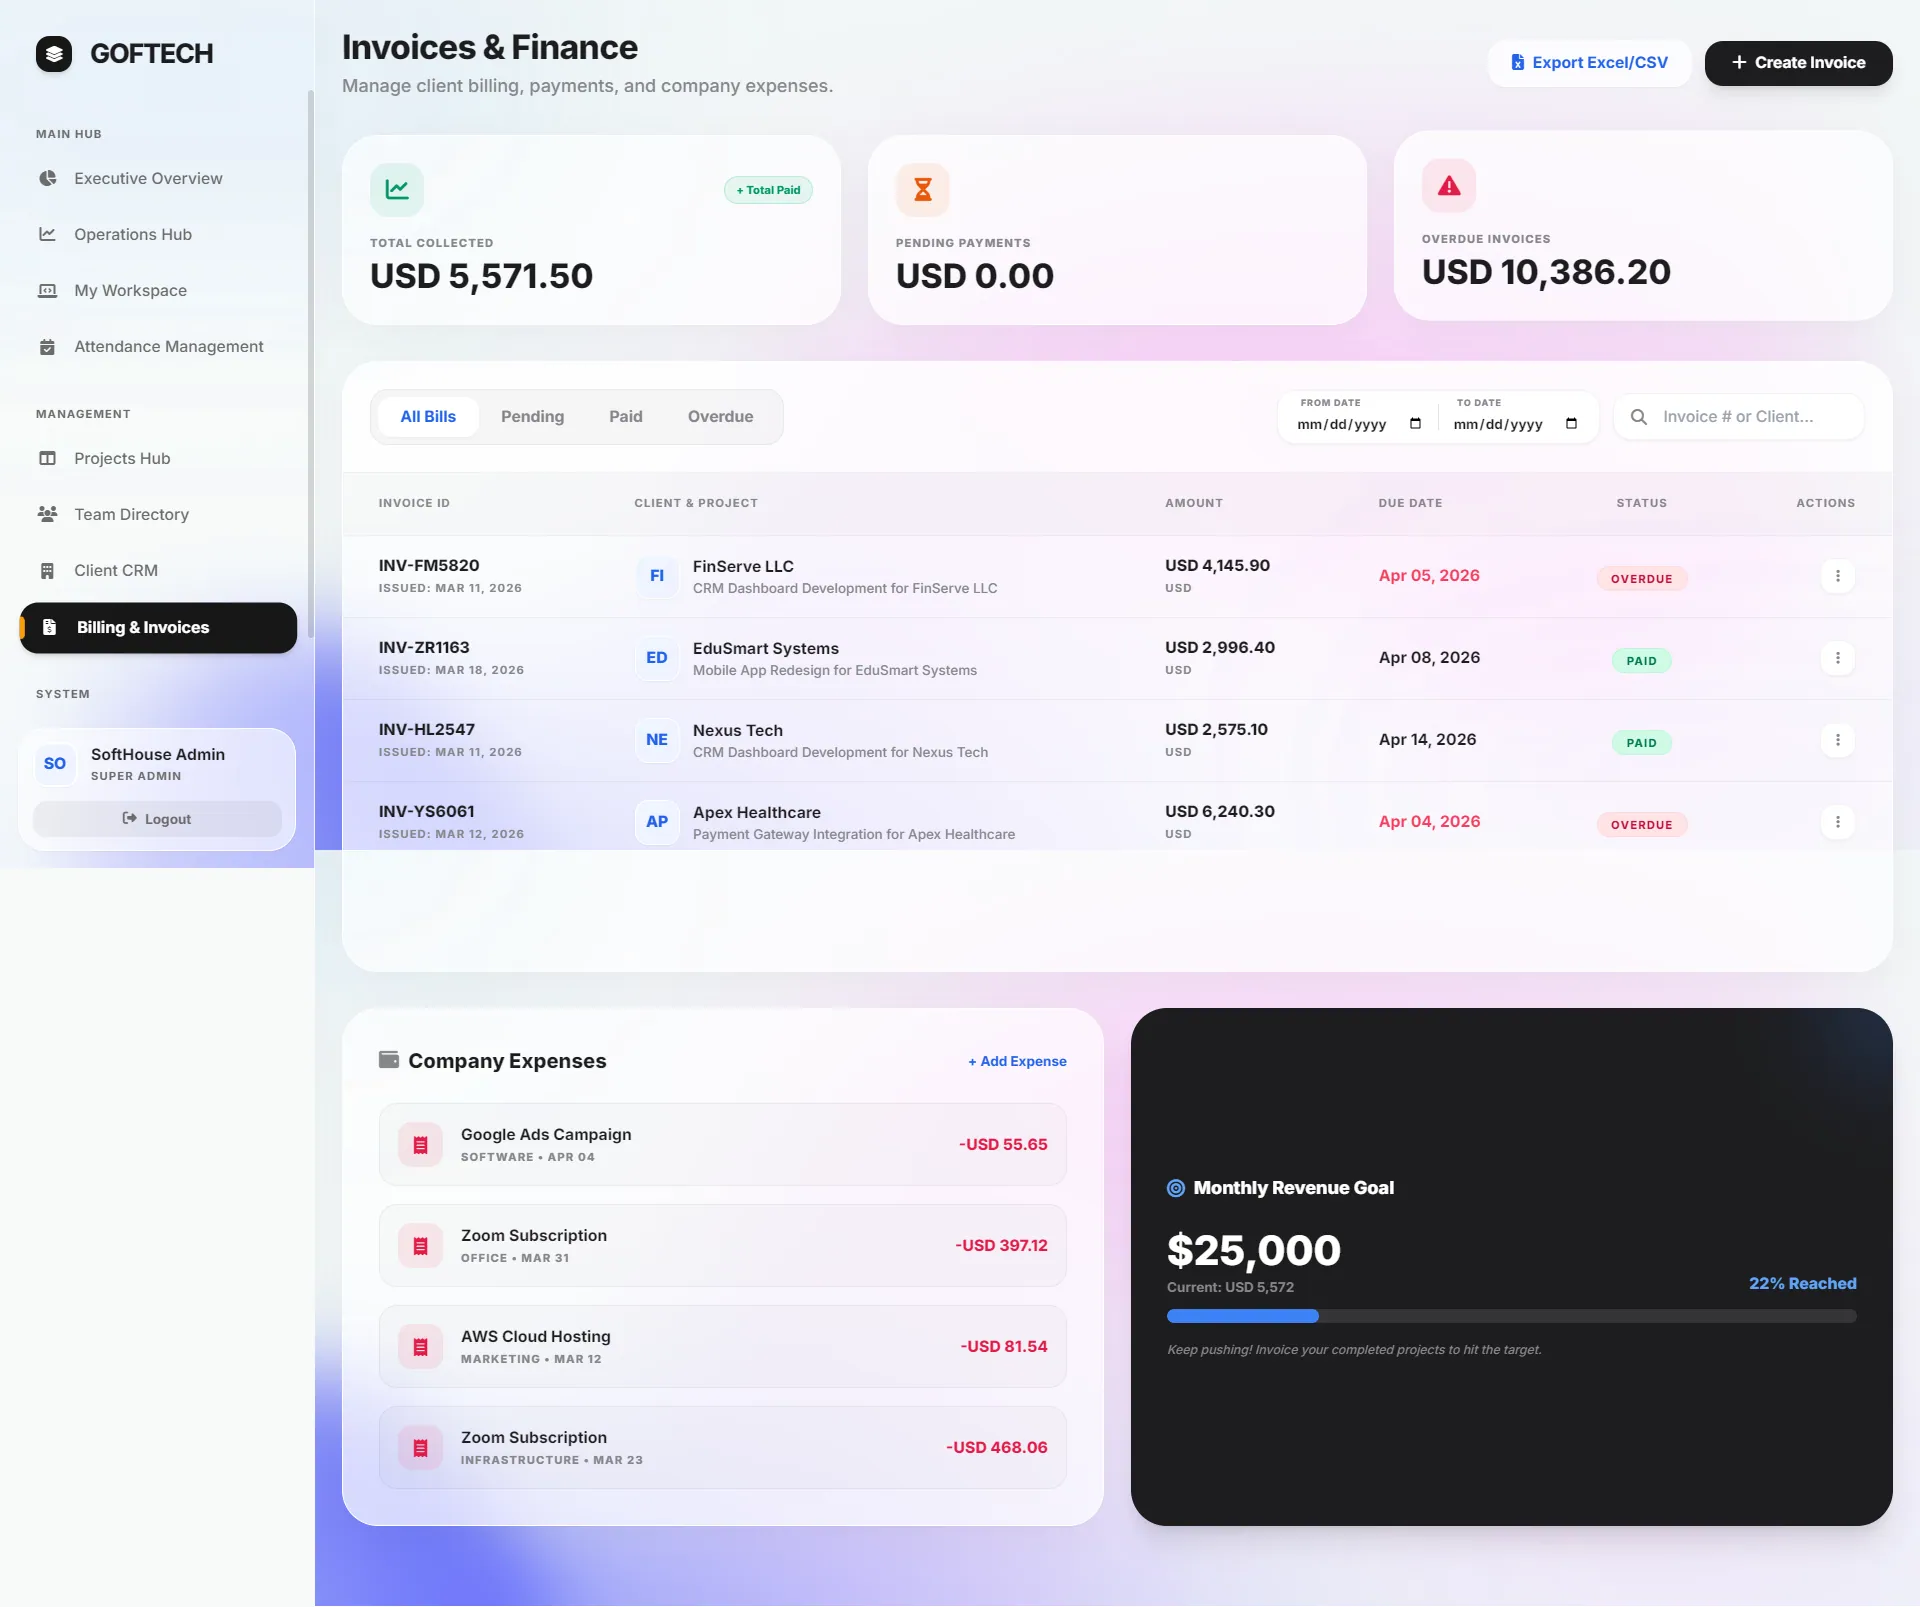 GOFTECH
MAIN HUB
Executive Overview
Operations Hub
My Workspace
Attendance Management
MANAGEMENT
Projects Hub
Team Directory
Client CRM
Billing & Invoices
SYSTEM
SO
SoftHouse Admin
SUPER ADMIN
Logout
Invoices & Finance
Manage client billing, payments, and company expenses.
Export Excel/CSV
+ Create Invoice
+ Total Paid
TOTAL COLLECTED
USD 5,571.50
PENDING PAYMENTS
USD 0.00
OVERDUE INVOICES
USD 10,386.20
All Bills Pending Paid Overdue
FROM DATE
mm/dd/yyyy
TO DATE
mm/dd/yyyy
Invoice # or Client...
INVOICE ID CLIENT & PROJECT AMOUNT DUE DATE STATUS ACTIONS
INV-FM5820
ISSUED: MAR 11, 2026
FI
FinServe LLC
CRM Dashboard Development for FinServe LLC
USD 4,145.90
USD
Apr 05, 2026
OVERDUE
INV-ZR1163
ISSUED: MAR 18, 2026
ED
EduSmart Systems
Mobile App Redesign for EduSmart Systems
USD 2,996.40
USD
Apr 08, 2026
PAID
INV-HL2547
ISSUED: MAR 11, 2026
NE
Nexus Tech
CRM Dashboard Development for Nexus Tech
USD 2,575.10
USD
Apr 14, 2026
PAID
INV-YS6061
ISSUED: MAR 12, 2026
AP
Apex Healthcare
Payment Gateway Integration for Apex Healthcare
USD 6,240.30
USD
Apr 04, 2026
OVERDUE
Company Expenses
+ Add Expense
Google Ads Campaign
SOFTWARE • APR 04
-USD 55.65
Zoom Subscription
OFFICE • MAR 31
-USD 397.12
AWS Cloud Hosting
MARKETING • MAR 12
-USD 81.54
Zoom Subscription
INFRASTRUCTURE • MAR 23
-USD 468.06
Monthly Revenue Goal
$25,000
Current: USD 5,572
22% Reached
Keep pushing! Invoice your completed projects to hit the target.